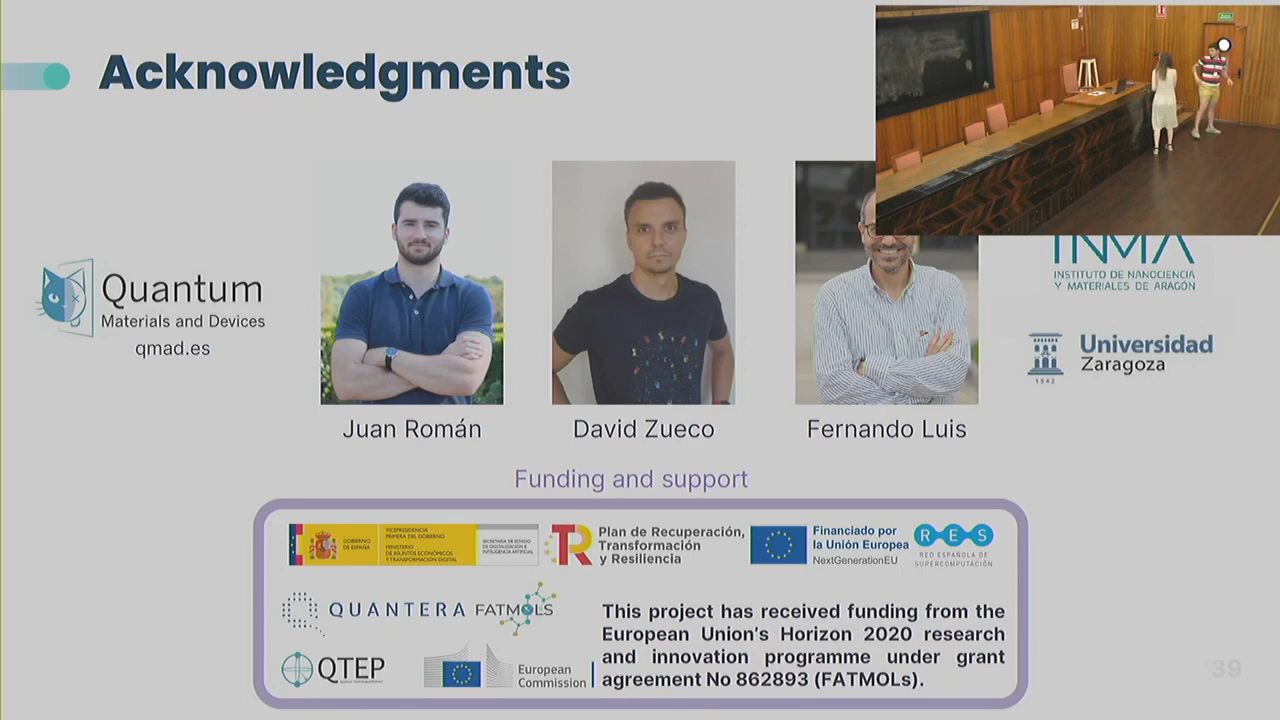 Acknowledgments
INMA
INSTITUTO DE NANOCIENCIA
Y MATERIALES DE ARAGÓN
Quantum
Materials and Devices
qmad.es
Universidad
Zaragoza
1542
Juan Román
David Zueco
Fernando Luis
Funding and support
GOBIERNO
DE ESPAÑA
VICEPRESIDENCIA
PRIMERA DEL GOBIERNO
MINISTERIO
DE ASUNTOS ECONÓMICOS
Y TRANSFORMACIÓN DIGITAL
SECRETARÍA DE ESTADO
DE DIGITALIZACIÓN E
INTELIGENCIA ARTIFICIAL
TR
Plan de Recuperación,
Transformación
y Resiliencia
Financiado por
la Unión Europea
NextGenerationEU
RES
RED ESPAÑOLA DE
SUPERCOMPUTACIÓN
QUANTERA
FATMOLS
QTEP
European
Commission
This project has received funding from the
European Union's Horizon 2020 research
and innovation programme under grant
agreement No 862893 (FATMOLs).
39